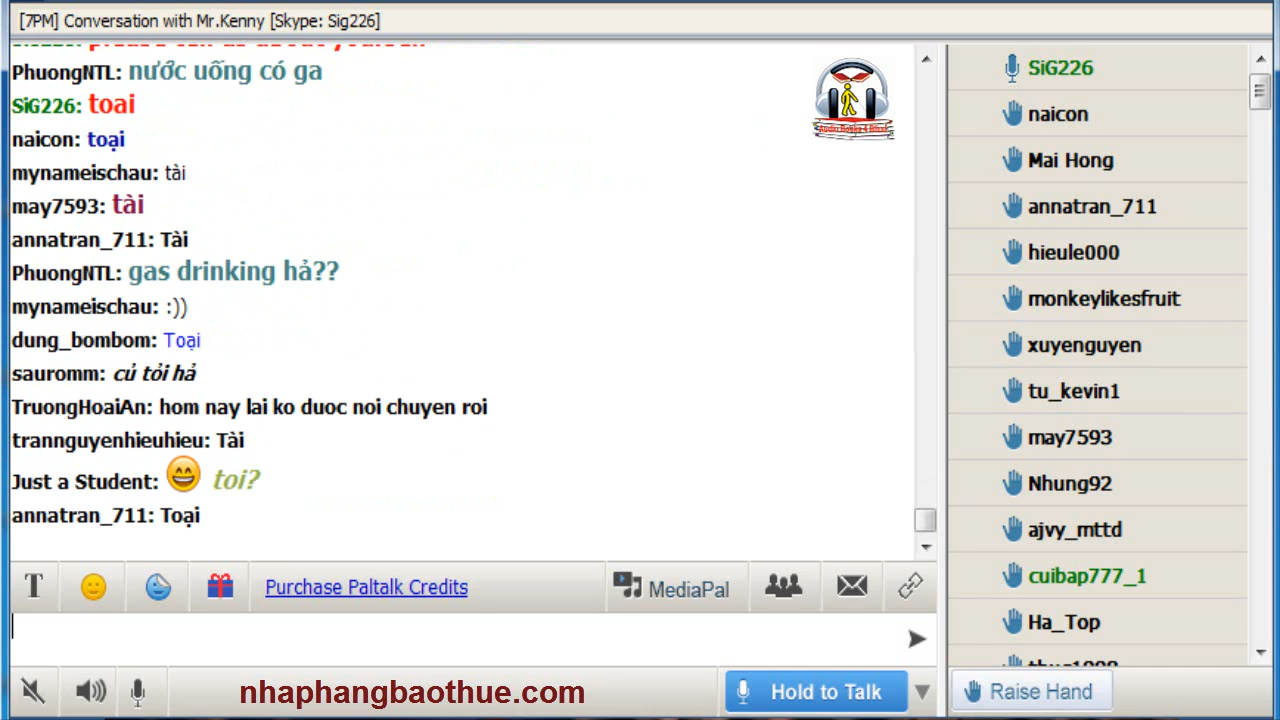 [7PM] Conversation with Mr.Kenny [Skype: Sig226]
PhuongNTL: nước uống có ga
SiG226: toai
naicon: toại
mynameischau: tài
may7593: tài
annatran_711: Tài
PhuongNTL: gas drinking hả??
mynameischau: :))
dung_bombom: Toại
sauromm: củ tỏi hả
TruongHoaiAn: hom nay lai ko duoc noi chuyen roi
trannguyenhieuhieu: Tài
Just a Student: 😄 toi?
annatran_711: Toại
T
Purchase Paltalk Credits
MediaPal
nhaphangbaothue.com
Hold to Talk
SiG226
naicon
Mai Hong
annatran_711
hieule000
monkeylikesfruit
xuyenguyen
tu_kevin1
may7593
Nhung92
ajvy_mttd
cuibap777_1
Ha_Top
Raise Hand